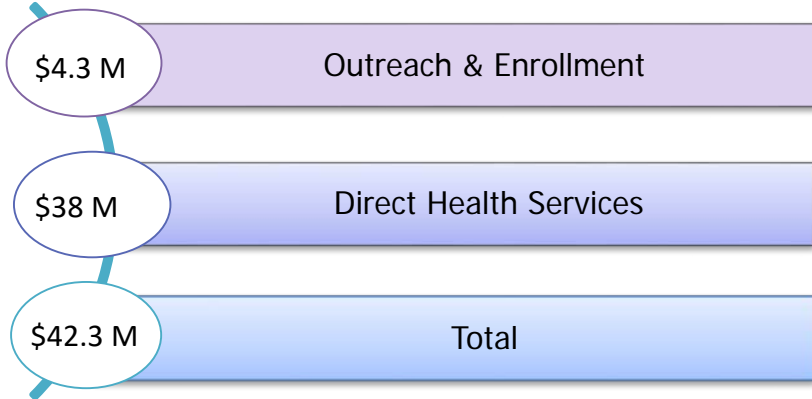 $4.3 M
Outreach & Enrollment
$38 M
Direct Health Services
$42.3 M
Total